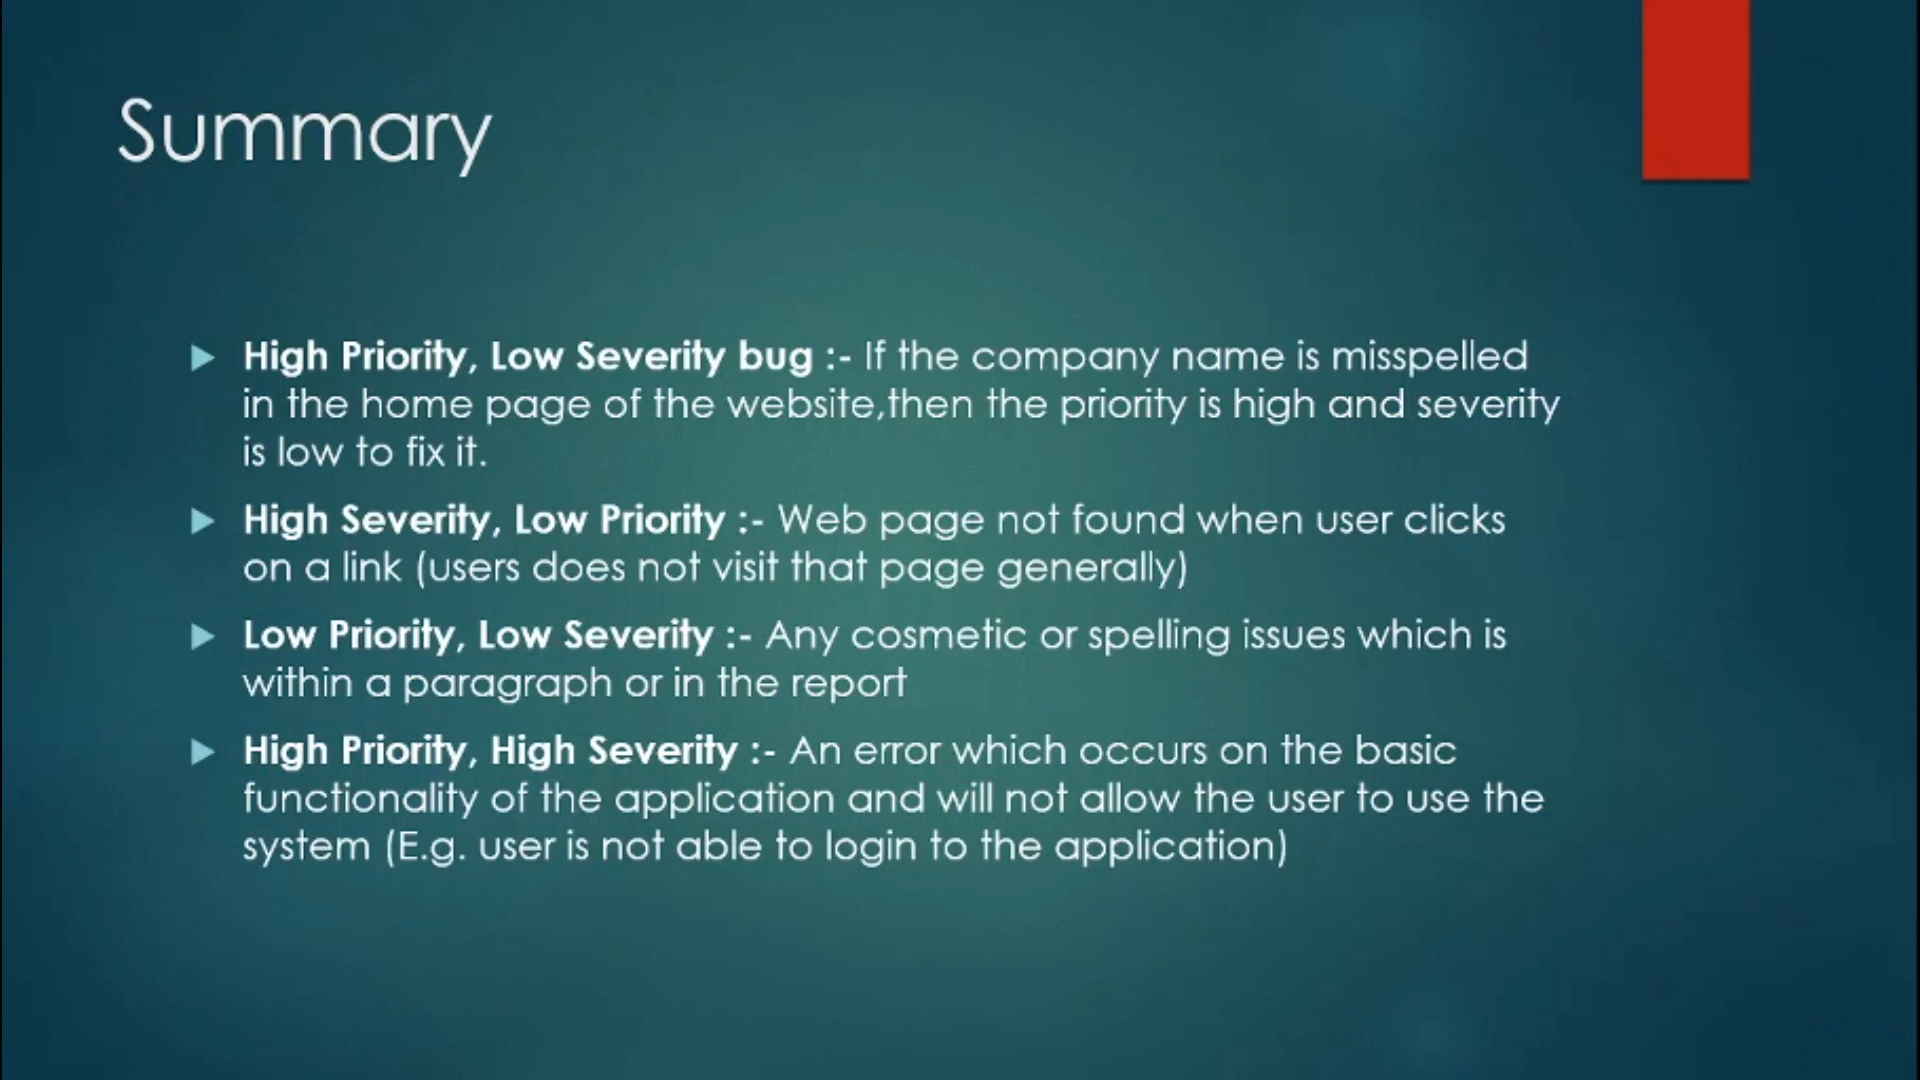 Summary
High Priority, Low Severity bug :- If the company name is misspelled
in the home page of the website,then the priority is high and severity
is low to fix it.
High Severity, Low Priority :- Web page not found when user clicks
on a link (users does not visit that page generally)
Low Priority, Low Severity :- Any cosmetic or spelling issues which is
within a paragraph or in the report
High Priority, High Severity :- An error which occurs on the basic
functionality of the application and will not allow the user to use the
system (E.g. user is not able to login to the application)